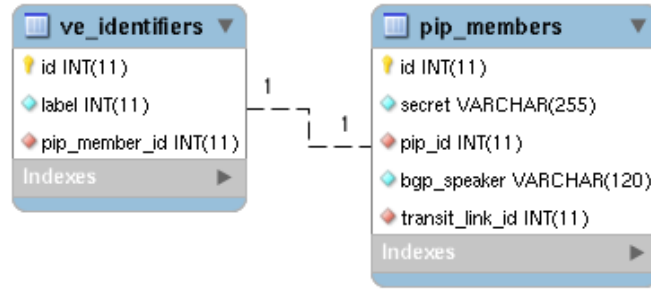 ve_identifiers
id INT(11)
label INT(11)
pip_member_id INT(11)
Indexes
1
1
pip_members
id INT(11)
secret VARCHAR(255)
pip_id INT(11)
bgp_speaker VARCHAR(120)
transit_link_id INT(11)
Indexes